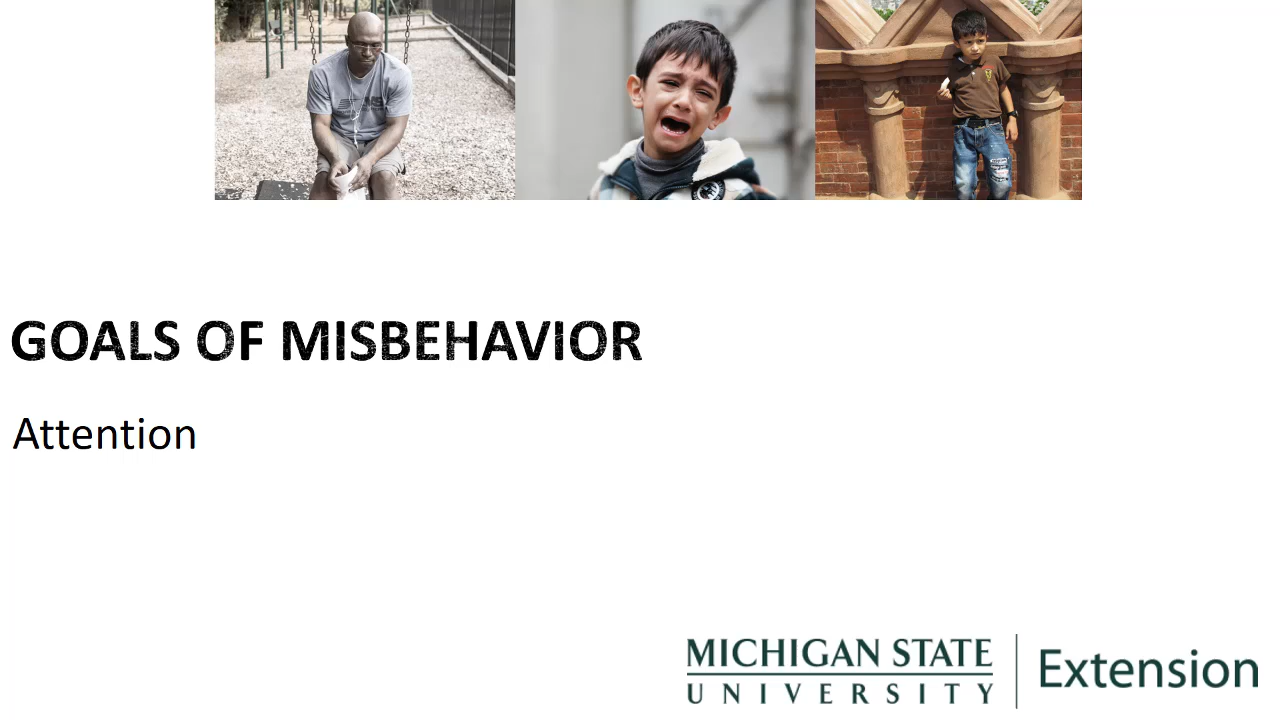 GOALS OF MISBEHAVIOR
Attention
MICHIGAN STATE
UNIVERSITY
Extension